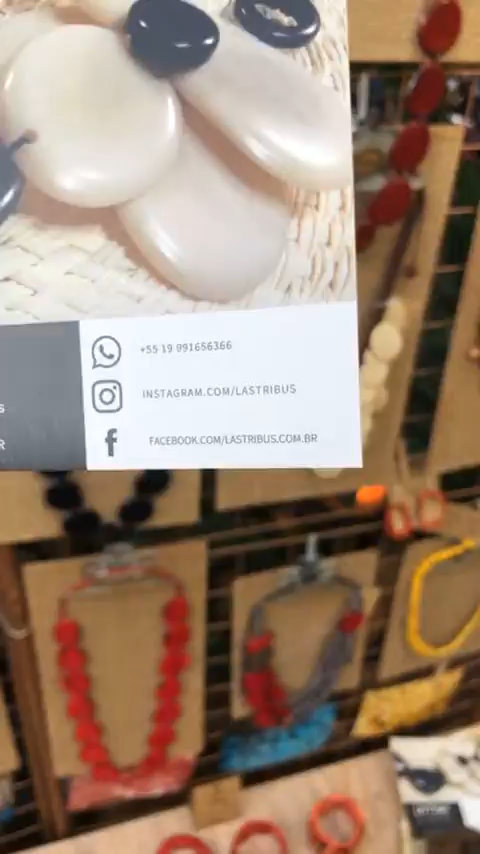 +55 19 991656366
INSTAGRAM.COM/LASTRIBUS
S
FACEBOOK.COM/LASTRIBUS.COM.BR
R